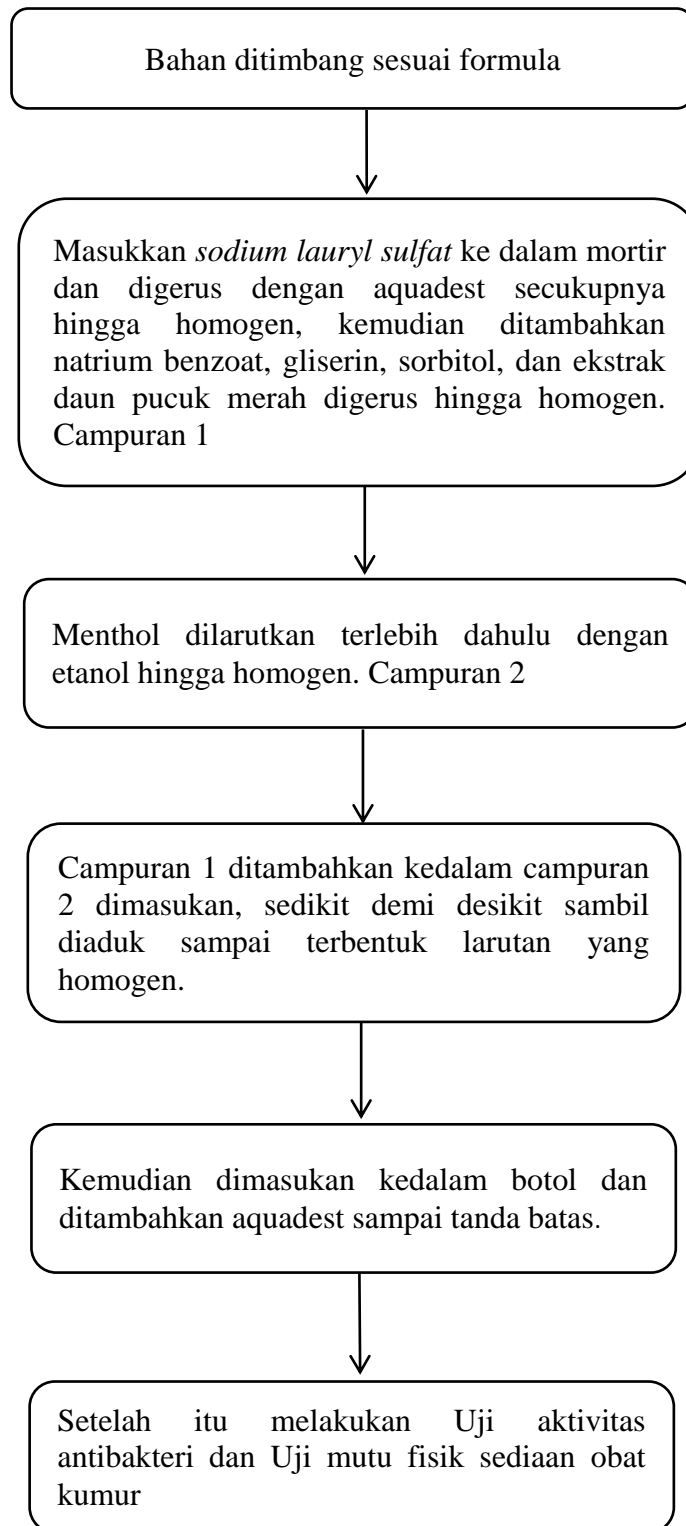 Bahan ditimbang sesuai formula
Masukkan sodium lauryl sulfat ke dalam mortir
dan digerus dengan aquadest secukupnya
hingga homogen, kemudian ditambahkan
natrium benzoat, gliserin, sorbitol, dan ekstrak
daun pucuk merah digerus hingga homogen.
Campuran 1
Menthol dilarutkan terlebih dahulu dengan
etanol hingga homogen. Campuran 2
Campuran 1 ditambahkan kedalam campuran
2 dimasukan, sedikit demi desikit sambil
diaduk sampai terbentuk larutan yang
homogen.
Kemudian dimasukan kedalam botol dan
ditambahkan aquadest sampai tanda batas.
Setelah itu melakukan Uji aktivitas
antibakteri dan Uji mutu fisik sediaan obat
kumur